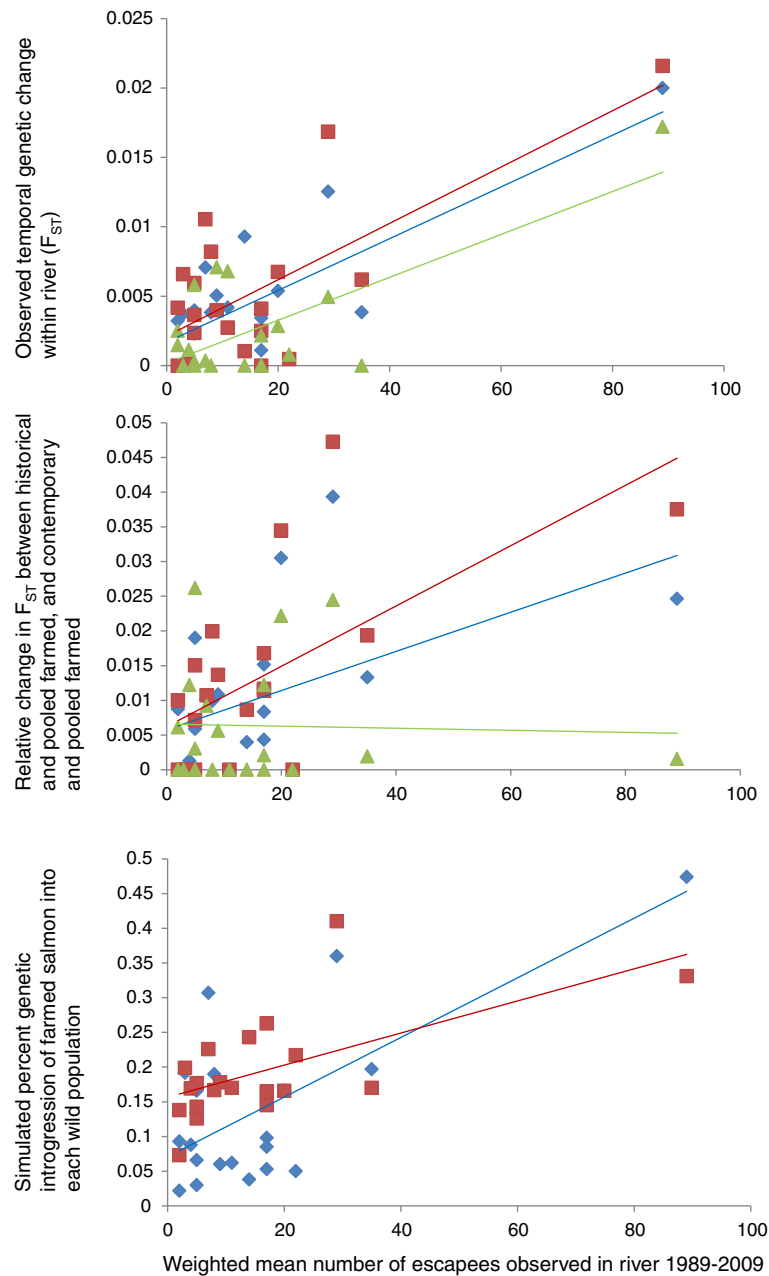 0.025
0.02
0.015
0.01
0.005
0
0 20 40 60 80 100
Observed temporal genetic change
within river (FST)
0.05
0.045
0.04
0.035
0.03
0.025
0.02
0.015
0.01
0.005
0
0 20 40 60 80 100
Relative change in FST between historical
and pooled farmed, and contemporary
and pooled farmed
0.5
0.45
0.4
0.35
0.3
0.25
0.2
0.15
0.1
0.05
0
0 20 40 60 80 100
Simulated percent genetic
introgression of farmed salmon into
each wild population
Weighted mean number of escapees observed in river 1989-2009